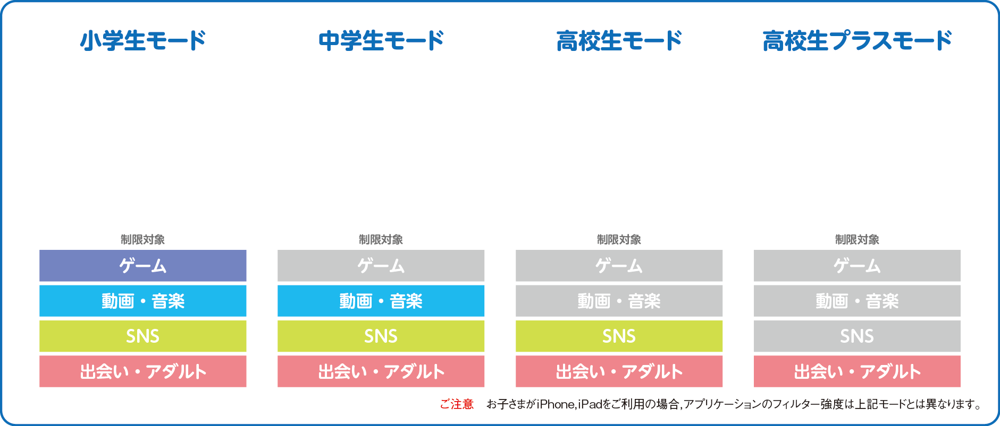 小学生モード
中学生モード
高校生モード
高校生プラスモード
制限対象
ゲーム
動画・音楽
SNS
出会い・アダルト
制限対象
ゲーム
動画・音楽
SNS
出会い・アダルト
制限対象
ゲーム
動画・音楽
SNS
出会い・アダルト
制限対象
ゲーム
動画・音楽
SNS
出会い・アダルト
ご注意　お子さまがiPhone,iPadをご利用の場合,アプリケーションのフィルター強度は上記モードとは異なります。